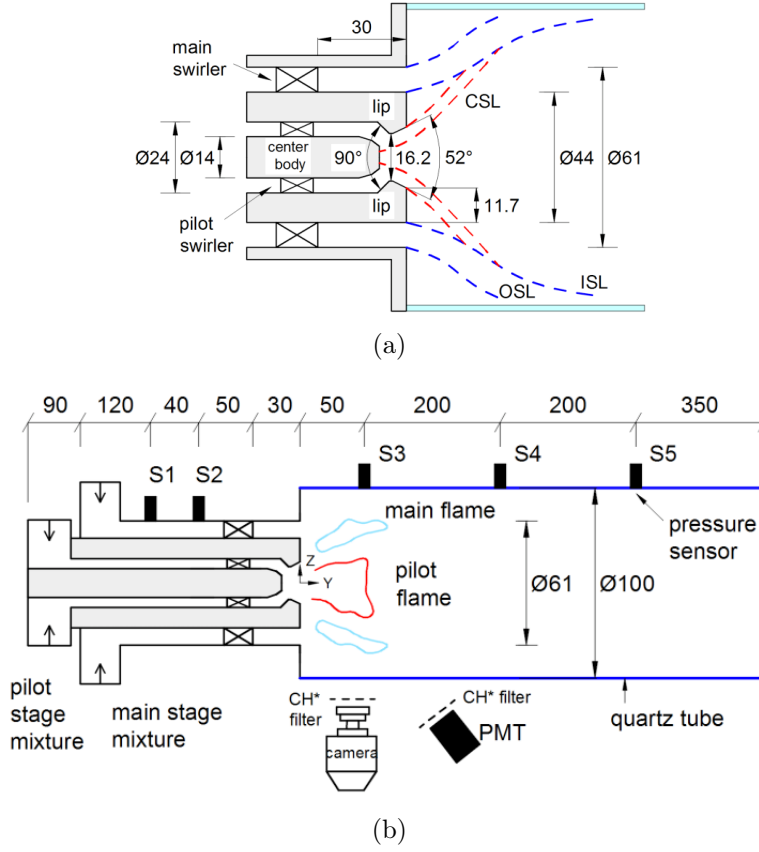 30
main
swirler
lip
CSL
Ø24
Ø14
center
body
90°
16.2
52°
Ø44
Ø61
pilot
swirler
lip
11.7
OSL
ISL
(a)
90
120
40
50
30
50
200
200
350
S1
S2
S3
S4
S5
main flame
pressure
sensor
Z
Y
pilot
flame
Ø61
Ø100
pilot
stage
mixture
main stage
mixture
CH* filter
CH*
filter
camera
PMT
quartz tube
(b)